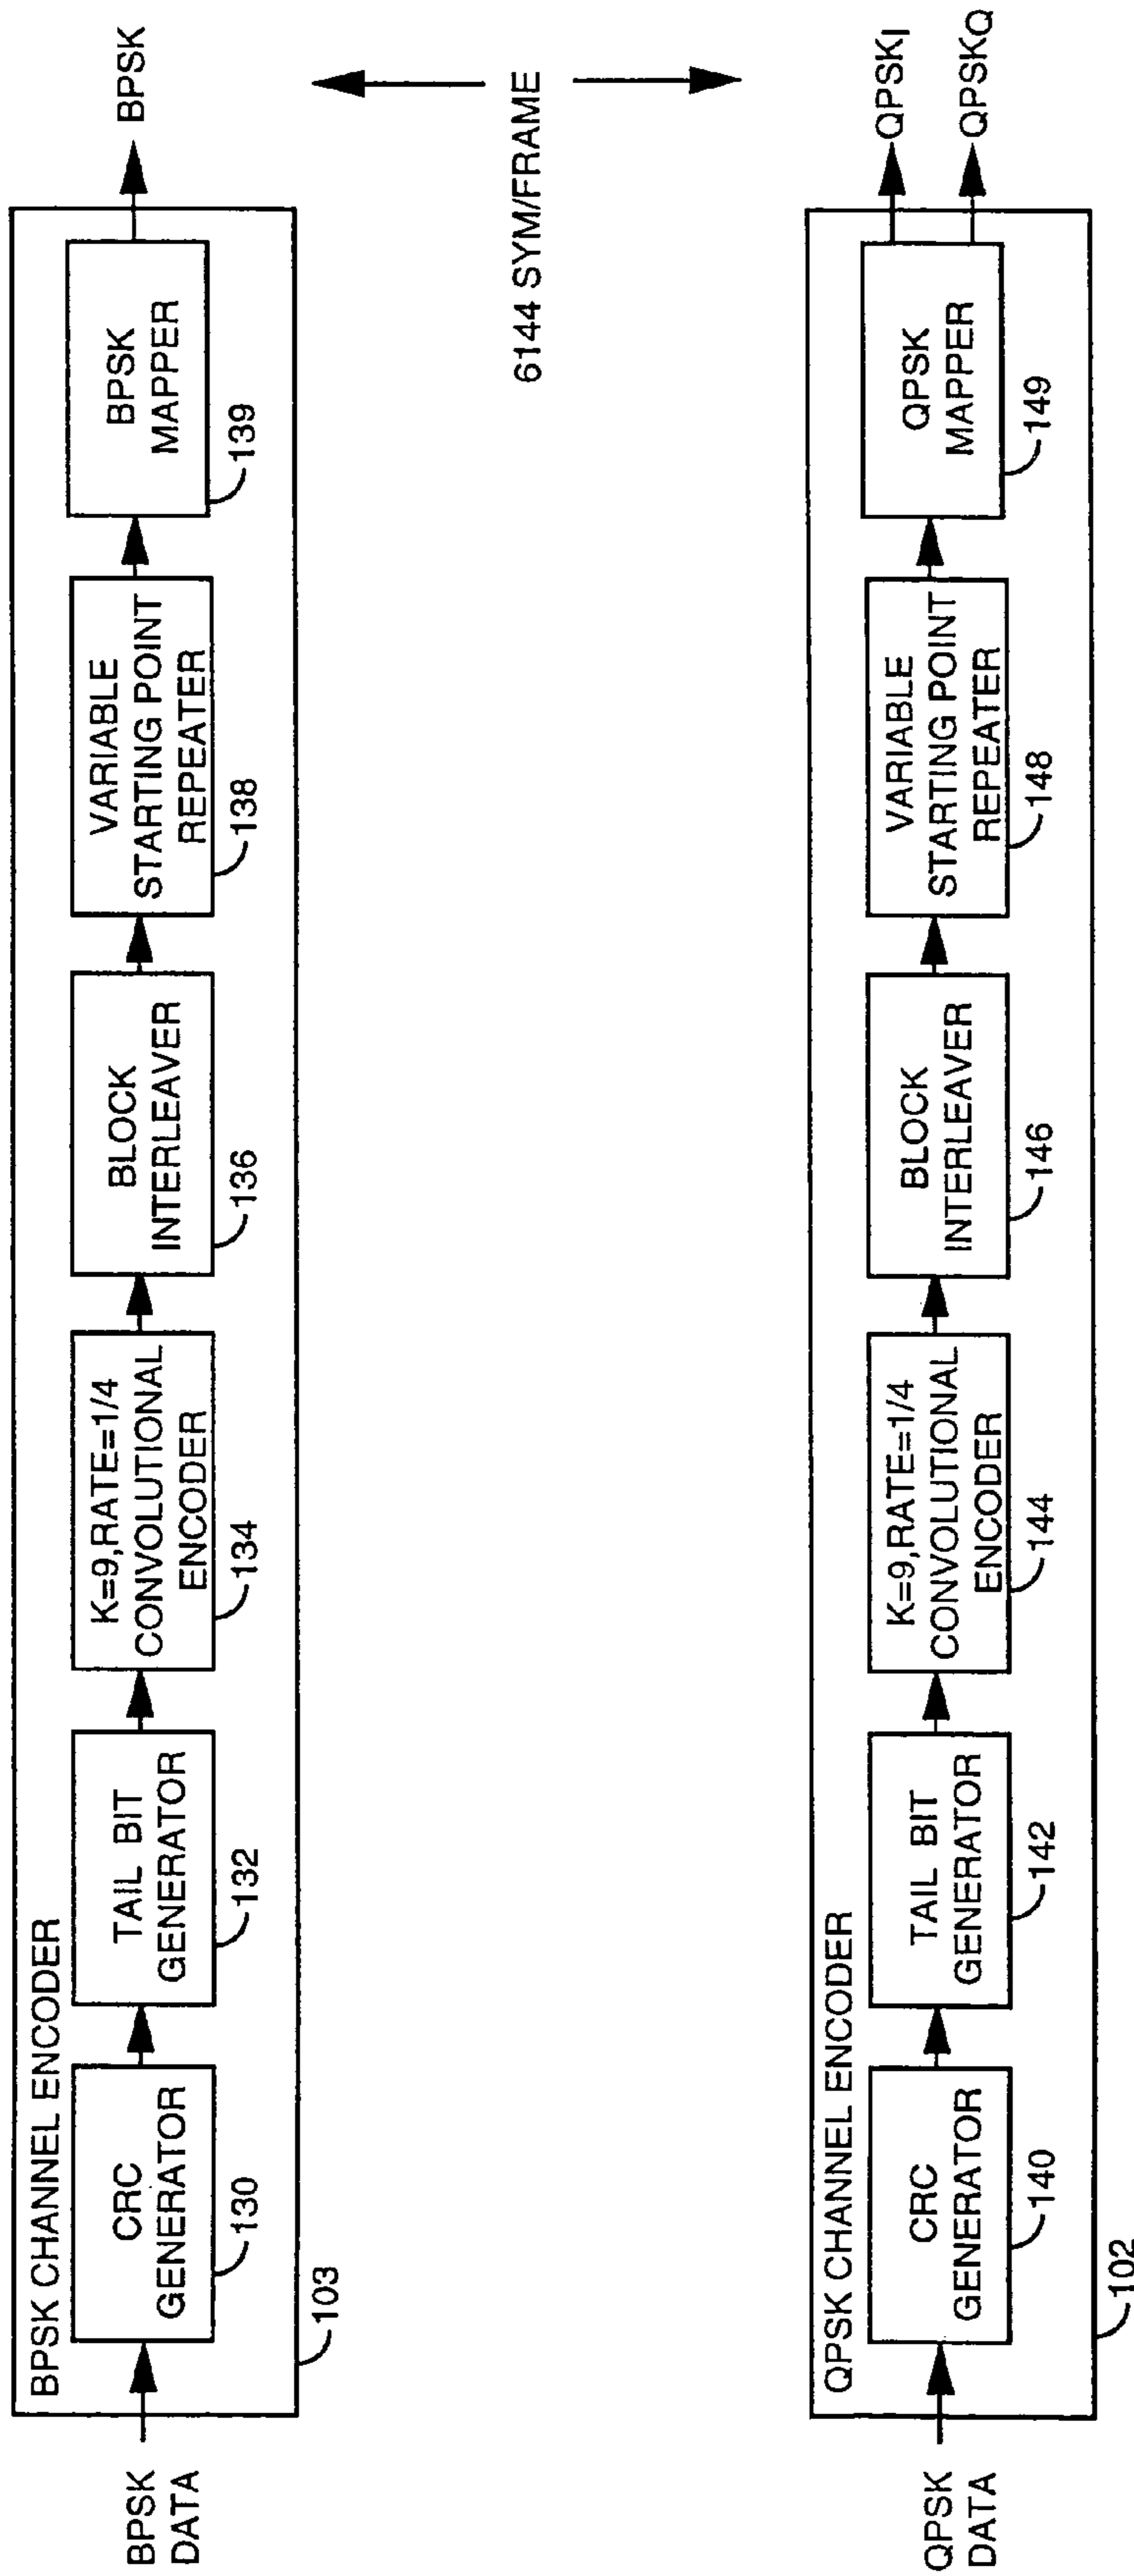 BPSK CHANNEL ENCODER
BPSK
DATA
CRC
GENERATOR
130
TAIL BIT
GENERATOR
132
K=9,RATE=1/4
CONVOLUTIONAL
ENCODER
134
BLOCK
INTERLEAVER
136
VARIABLE
STARTING POINT
REPEATER
138
BPSK
MAPPER
139
BPSK
103
6144 SYM/FRAME
QPSK CHANNEL ENCODER
QPSK
DATA
CRC
GENERATOR
140
TAIL BIT
GENERATOR
142
K=9,RATE=1/4
CONVOLUTIONAL
ENCODER
144
BLOCK
INTERLEAVER
146
VARIABLE
STARTING POINT
REPEATER
148
QPSK
MAPPER
149
QPSKI
QPSKQ
102